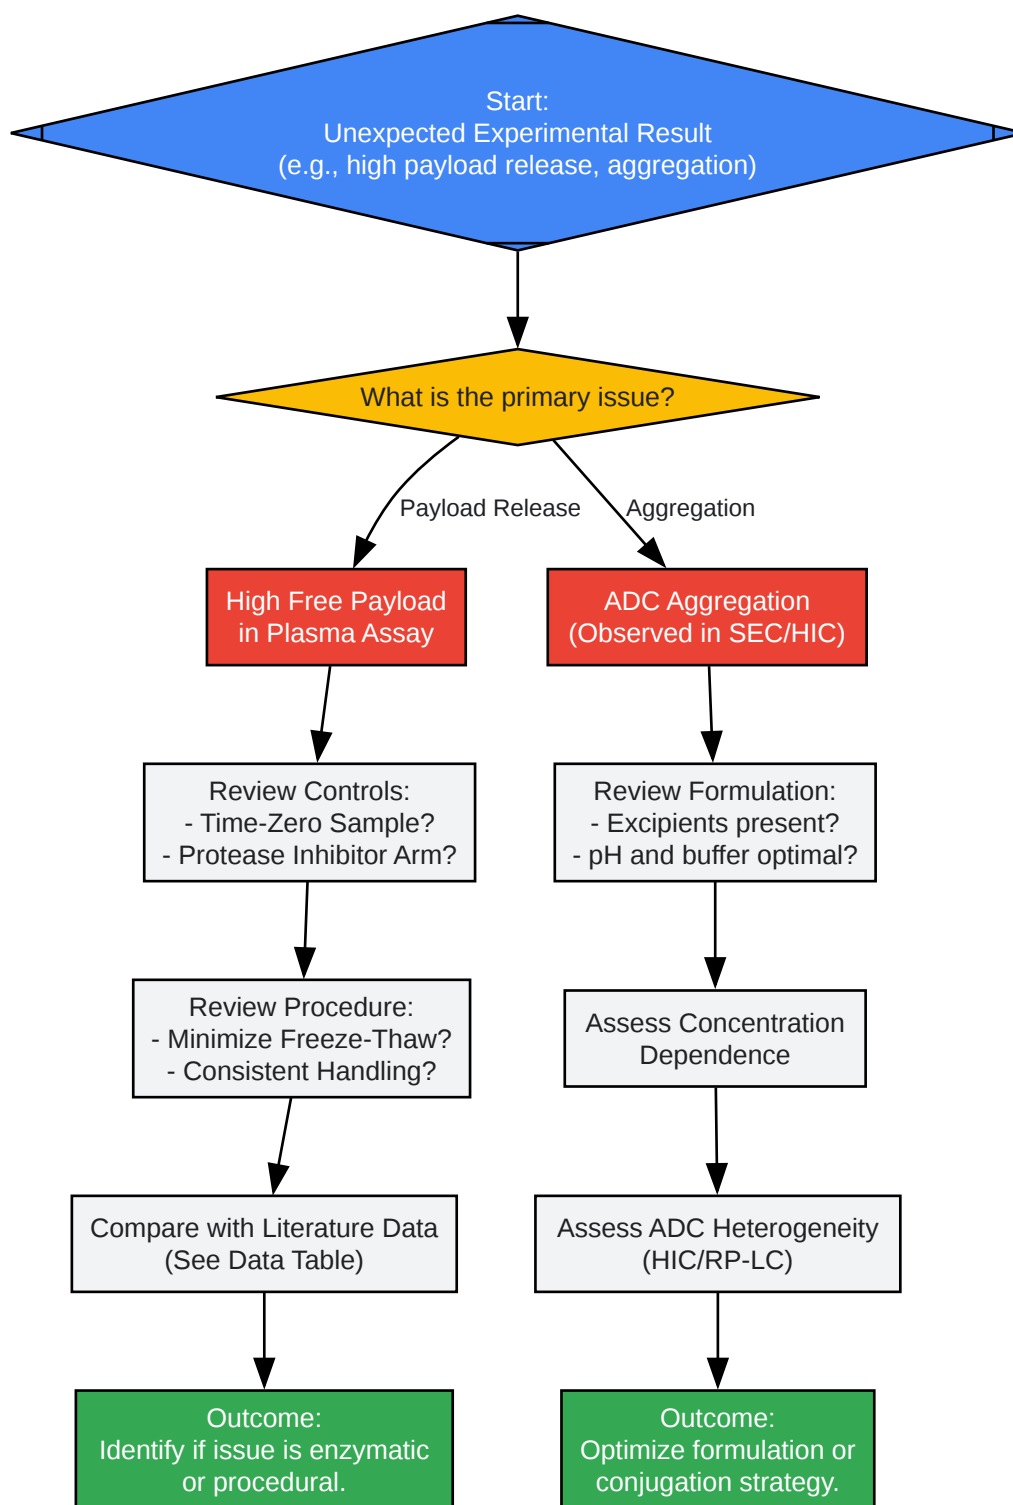 Start:
Unexpected Experimental Result
(e.g., high payload release, aggregation)
What is the primary issue?
Payload Release
Aggregation
High Free Payload
in Plasma Assay
ADC Aggregation
(Observed in SEC/HIC)
Review Controls:
- Time-Zero Sample?
- Protease Inhibitor Arm?
Review Formulation:
- Excipients present?
- pH and buffer optimal?
Review Procedure:
- Minimize Freeze-Thaw?
- Consistent Handling?
Assess Concentration
Dependence
Compare with Literature Data
(See Data Table)
Assess ADC Heterogeneity
(HIC/RP-LC)
Outcome:
Identify if issue is enzymatic
or procedural.
Outcome:
Optimize formulation or
conjugation strategy.